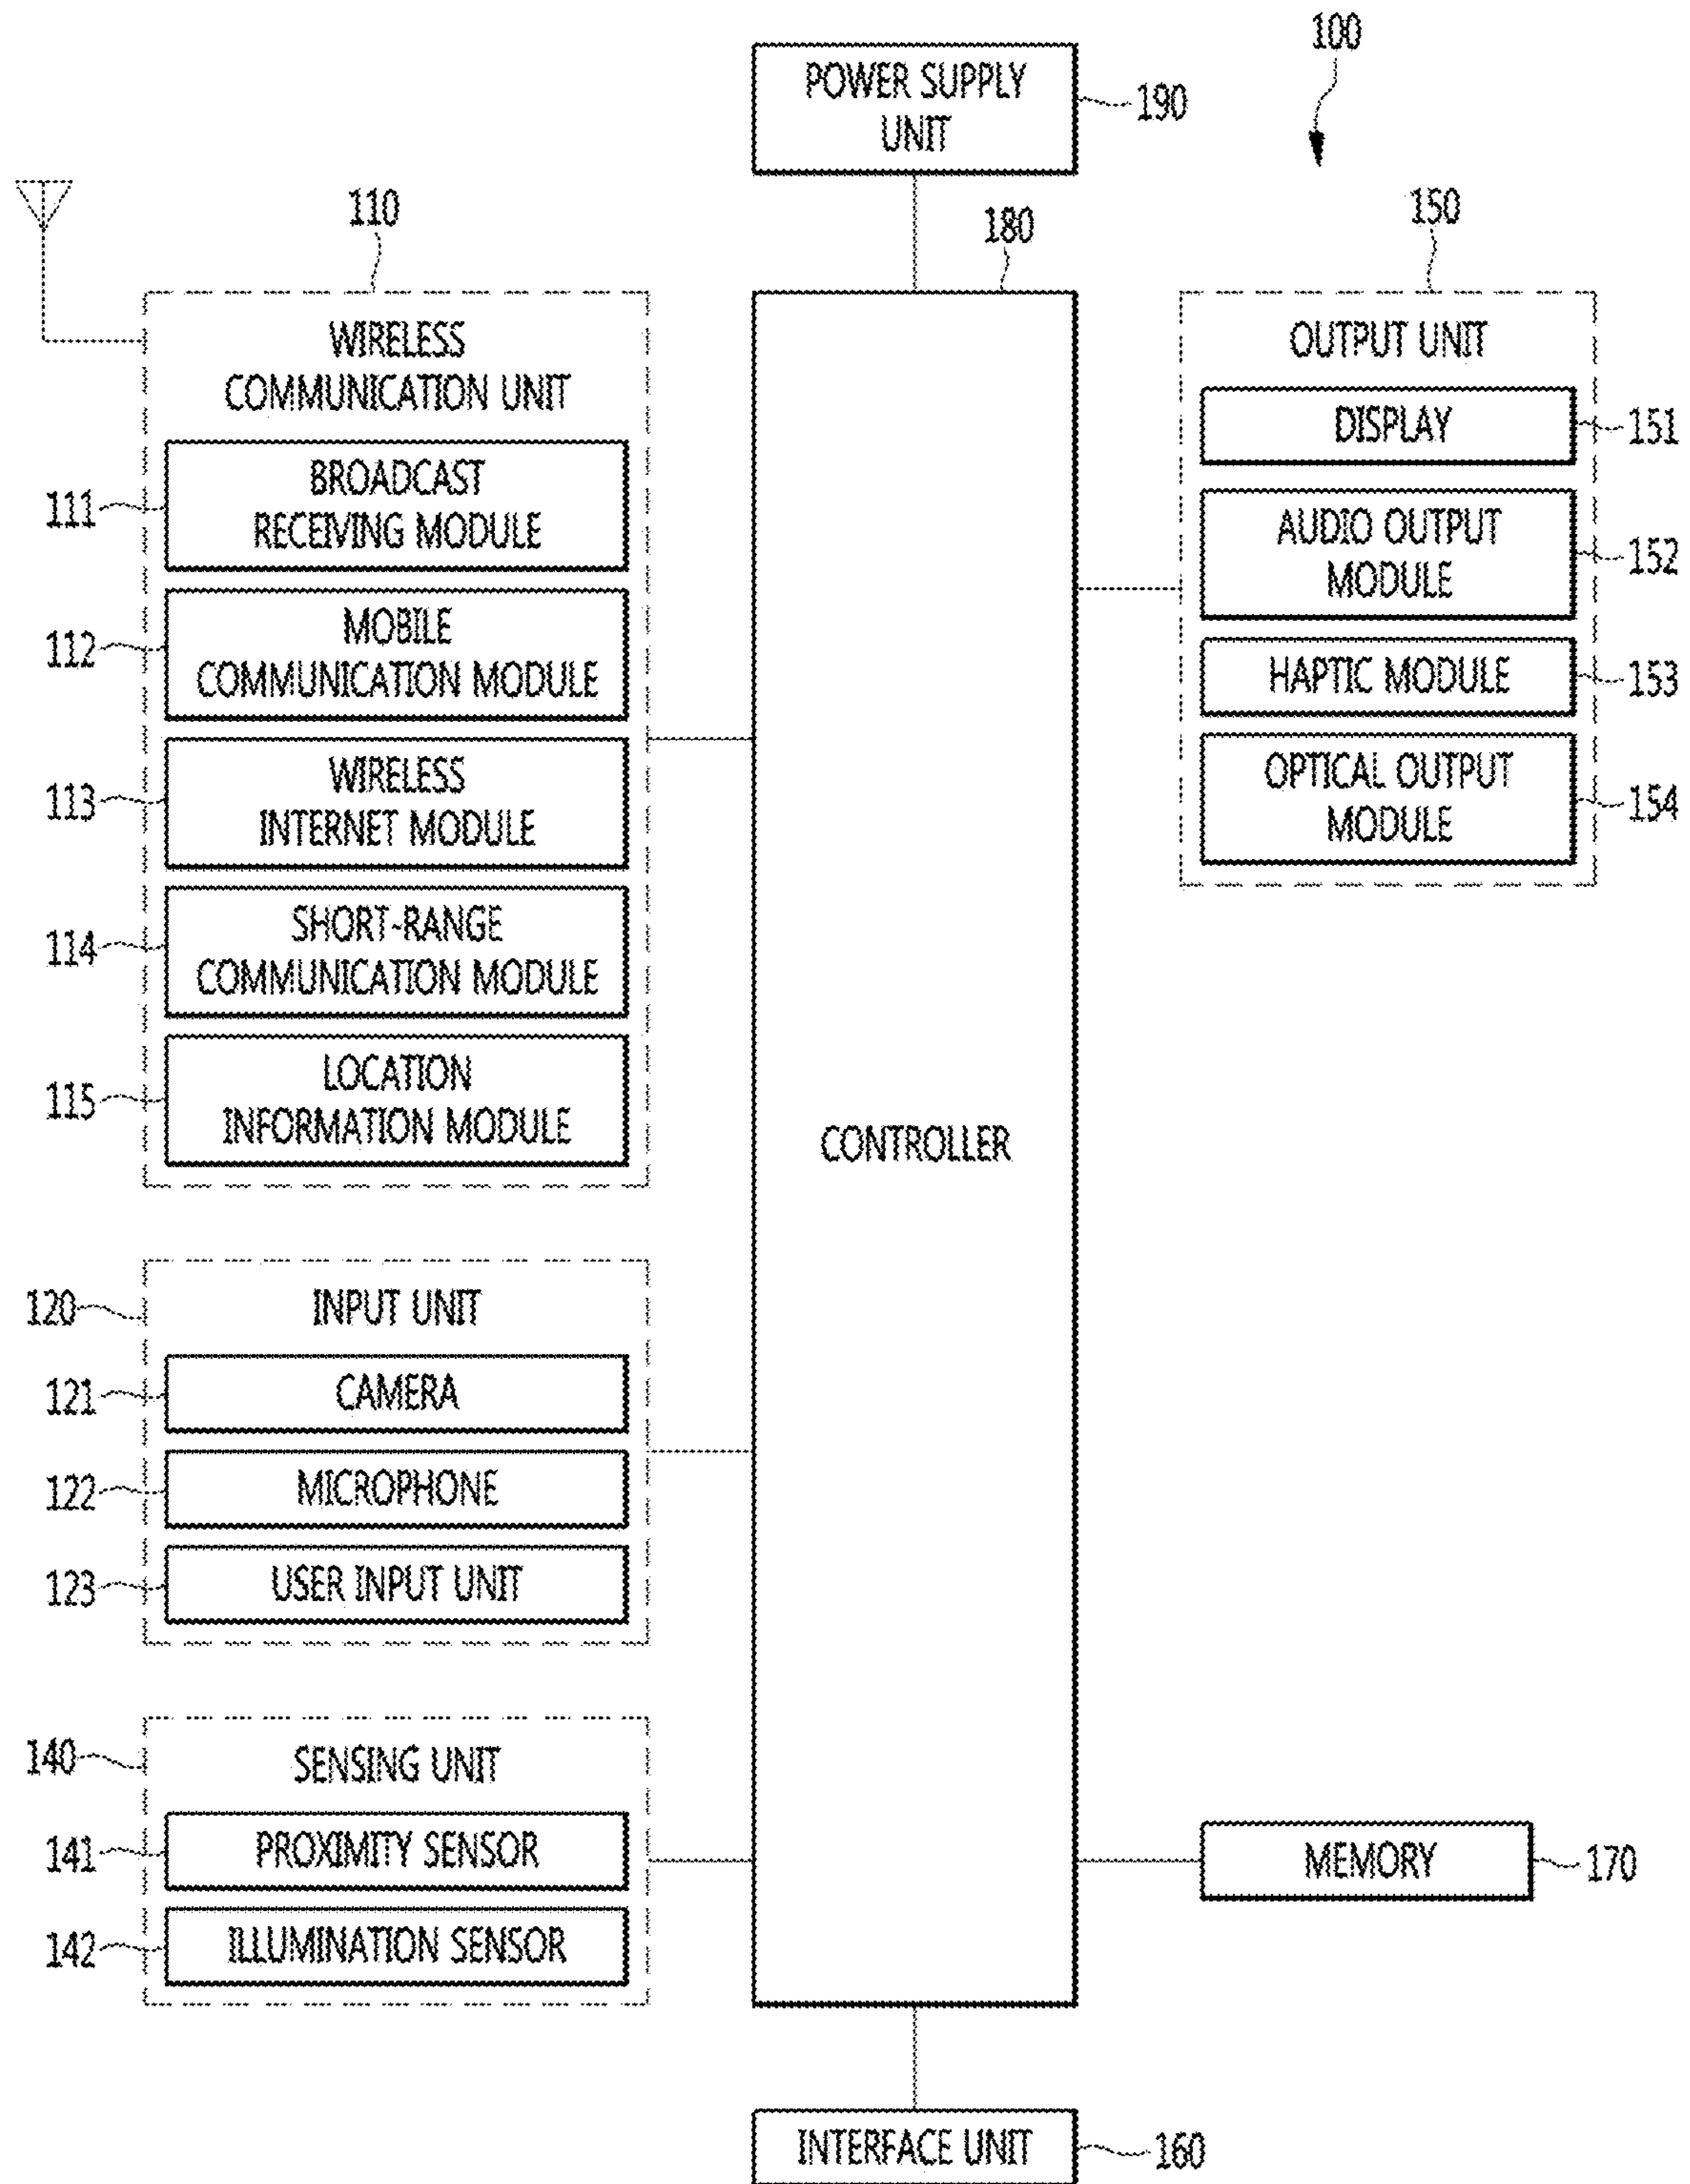 100
POWER SUPPLY
UNIT
190
110
180
150
WIRELESS
COMMUNICATION UNIT
111
BROADCAST
RECEIVING MODULE
112
MOBILE
COMMUNICATION MODULE
113
WIRELESS
INTERNET MODULE
114
SHORT-RANGE
COMMUNICATION MODULE
115
LOCATION
INFORMATION MODULE
120
INPUT UNIT
121
CAMERA
122
MICROPHONE
123
USER INPUT UNIT
140
SENSING UNIT
141
PROXIMITY SENSOR
142
ILLUMINATION SENSOR
CONTROLLER
OUTPUT UNIT
DISPLAY
151
AUDIO OUTPUT
MODULE
152
HAPTIC MODULE
153
OPTICAL OUTPUT
MODULE
154
MEMORY
170
INTERFACE UNIT
160